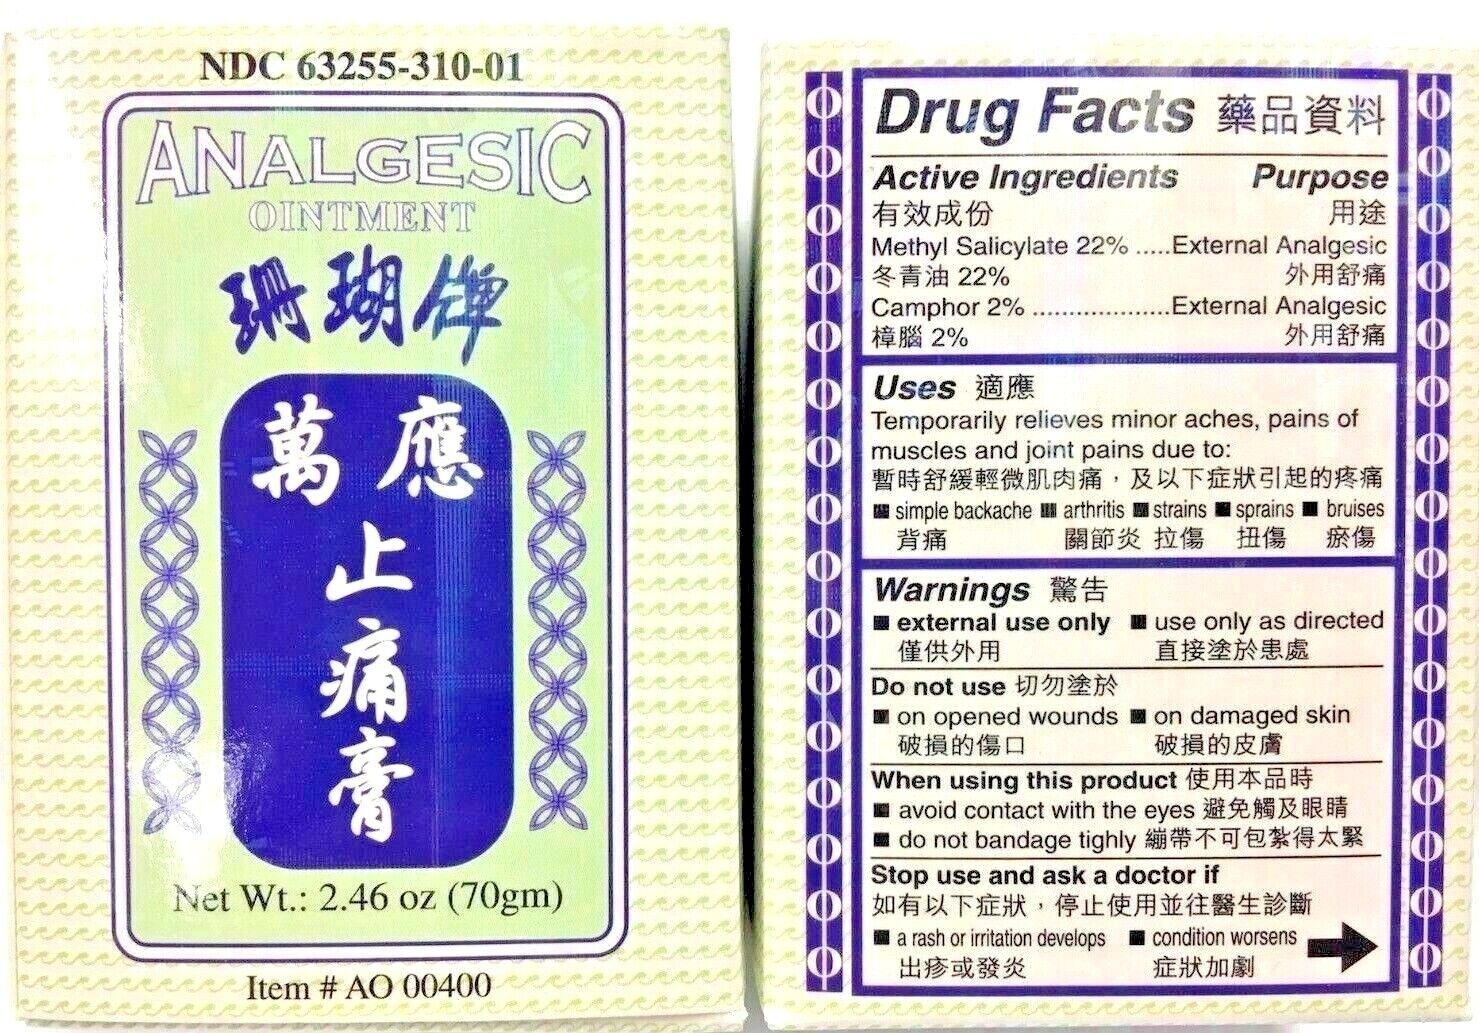 NDC 63255-310-01
ANALGESIC
OINTMENT
珊瑚牌
萬應
止
痛
膏
Net Wt.: 2.46 oz (70gm)
Item # AO 00400
Drug Facts 藥品資料
Active Ingredients Purpose
有效成份 用途
Methyl Salicylate 22% .....External Analgesic
冬青油 22% 外用舒痛
Camphor 2% ...................External Analgesic
樟腦 2% 外用舒痛
Uses 適應
Temporarily relieves minor aches, pains of
muscles and joint pains due to:
暫時舒緩輕微肌肉痛，及以下症狀引起的疼痛
■ simple backache ■ arthritis ■ strains ■ sprains ■ bruises
背痛 關節炎 拉傷 扭傷 瘀傷
Warnings 驚告
■ external use only ■ use only as directed
僅供外用 直接塗於患處
Do not use 切勿塗於
■ on opened wounds ■ on damaged skin
破損的傷口 破損的皮膚
When using this product 使用本品時
■ avoid contact with the eyes 避免觸及眼睛
■ do not bandage tighly 繃帶不可包紮得太緊
Stop use and ask a doctor if
如有以下症狀，停止使用並往醫生診斷
■ a rash or irritation develops ■ condition worsens
出疹或發炎 症狀加劇